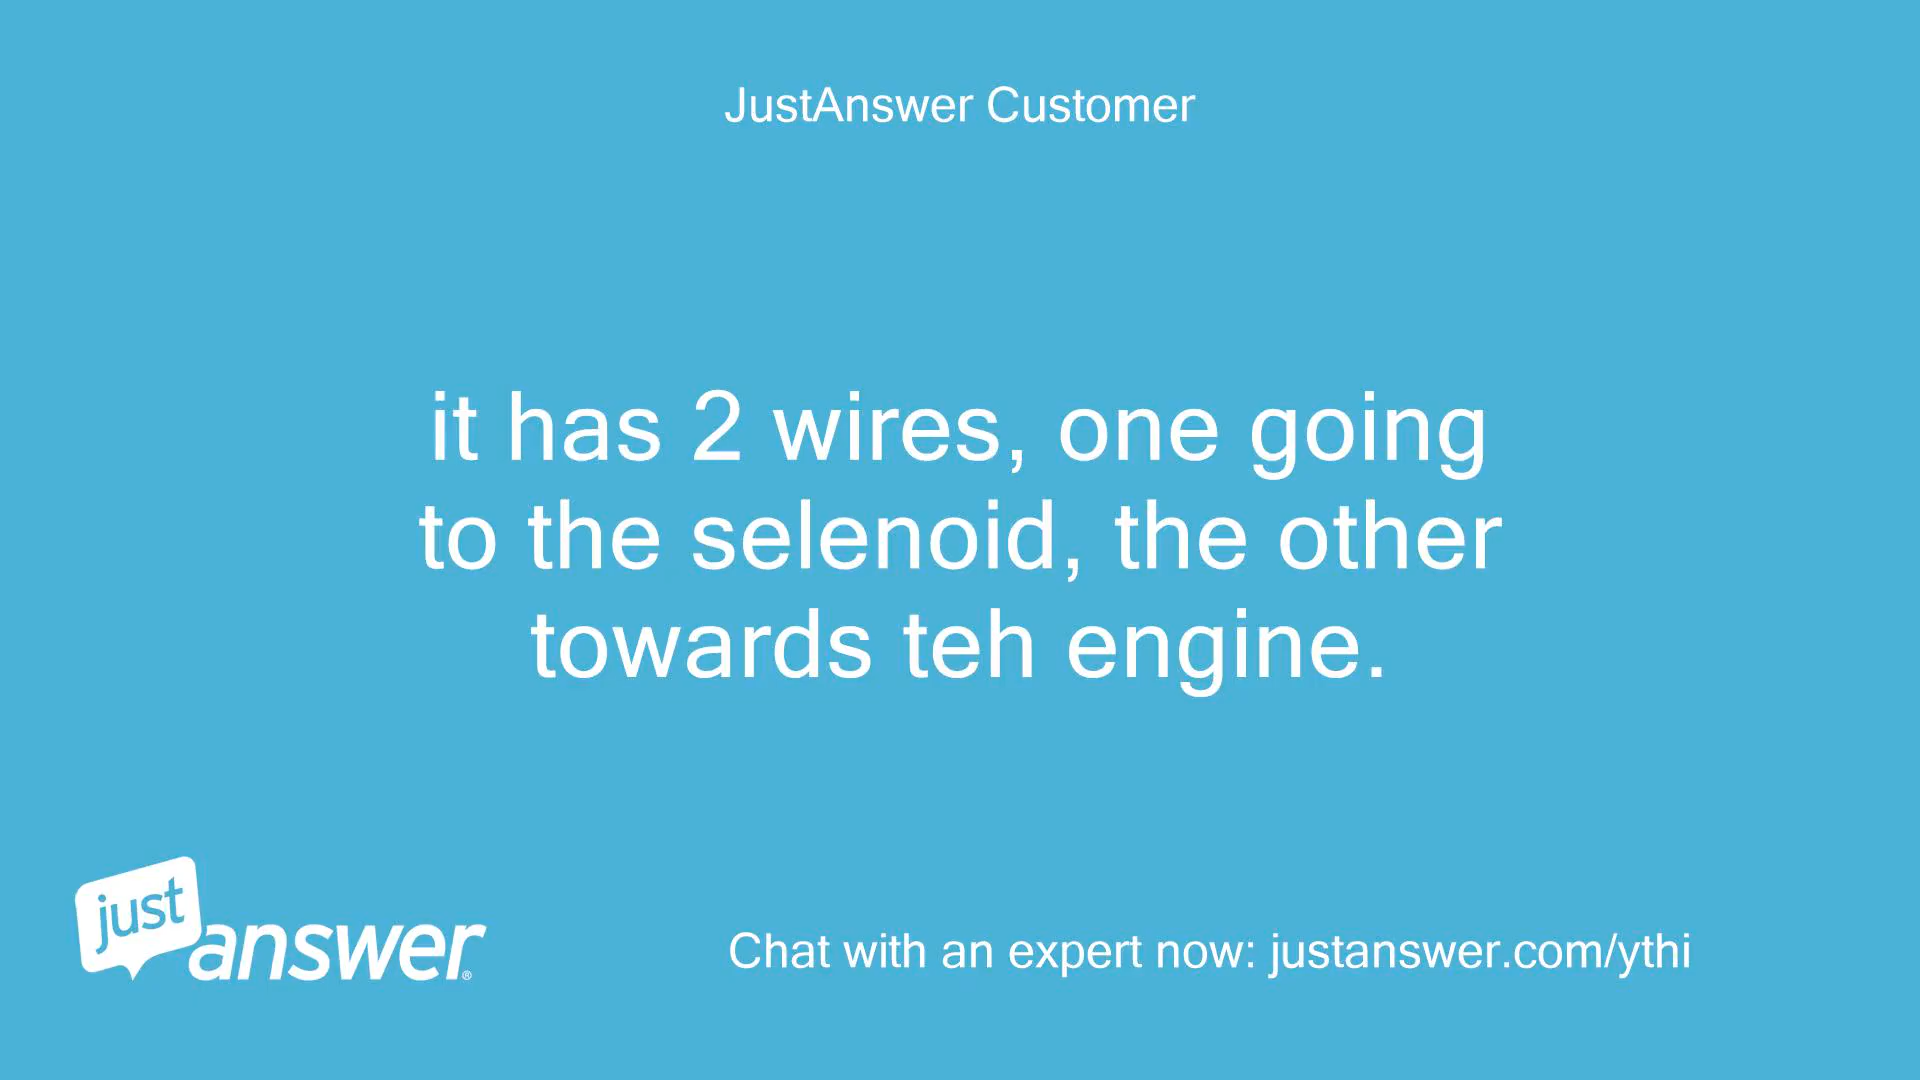 JustAnswer Customer
it has 2 wires, one going
to the selenoid, the other
towards teh engine.
just
answer®
Chat with an expert now: justanswer.com/ythi